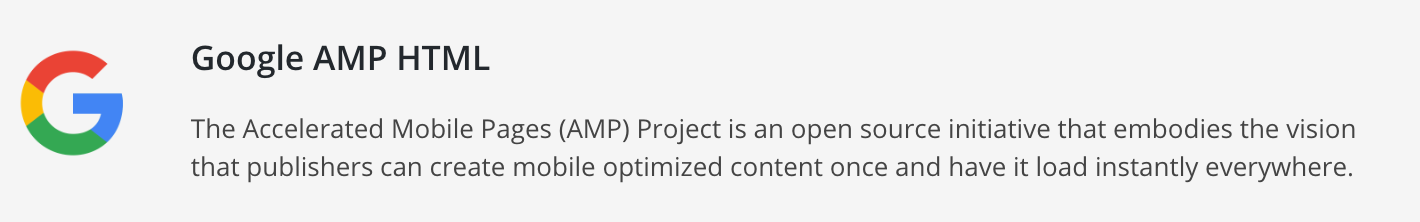 Google AMP HTML
The Accelerated Mobile Pages (AMP) Project is an open source initiative that embodies the vision
that publishers can create mobile optimized content once and have it load instantly everywhere.